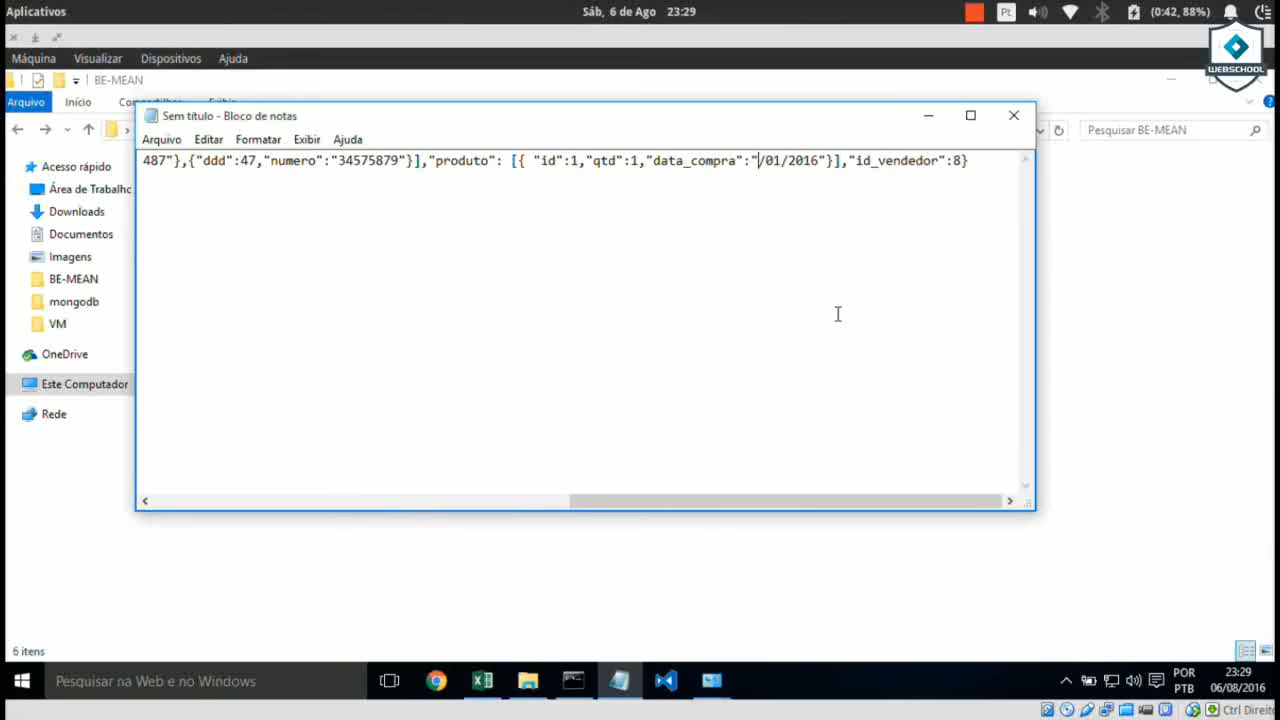 Aplicativos
Sáb, 6 de Ago 23:29
Pt
(0:42, 88%)
WEBSCHOOL
Máquina Visualizar Dispositivos Ajuda
BE-MEAN
Arquivo Início
Pesquisar BE-MEAN
Sem título - Bloco de notas
Arquivo Editar Formatar Exibir Ajuda
487"},{"ddd":47,"numero":"34575879"}],"produto": [{ "id":1,"qtd":1,"data_compra":"/01/2016"}],"id_vendedor":8}
Acesso rápido
Área de Trabalho
Downloads
Documentos
Imagens
BE-MEAN
mongodb
VM
OneDrive
Este Computador
Rede
6 itens
Pesquisar na Web e no Windows
POR
PTB
23:29
06/08/2016
Ctrl Direito